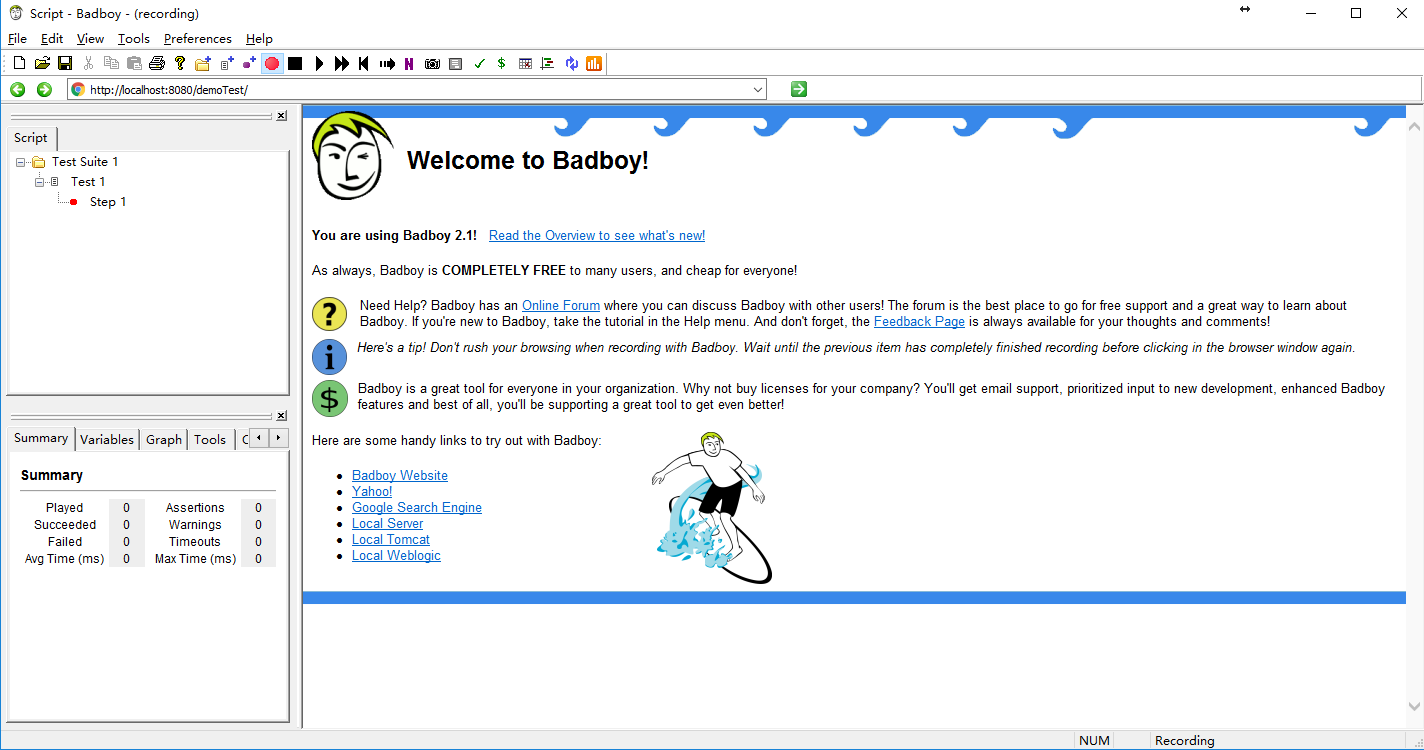 Script - Badboy - (recording)
File Edit View Tools Preferences Help
N $
http://localhost:8080/demoTest/
Script
Test Suite 1
Test 1
Step 1
Summary Variables Graph Tools C
Summary
Played 0 Assertions 0
Succeeded 0 Warnings 0
Failed 0 Timeouts 0
Avg Time (ms) 0 Max Time (ms) 0
Welcome to Badboy!
You are using Badboy 2.1! Read the Overview to see what's new!
As always, Badboy is COMPLETELY FREE to many users, and cheap for everyone!
? Need Help? Badboy has an Online Forum where you can discuss Badboy with other users! The forum is the best place to go for free support and a great way to learn about
Badboy. If you're new to Badboy, take the tutorial in the Help menu. And don't forget, the Feedback Page is always available for your thoughts and comments!
i Here's a tip! Don't rush your browsing when recording with Badboy. Wait until the previous item has completely finished recording before clicking in the browser window again.
$ Badboy is a great tool for everyone in your organization. Why not buy licenses for your company? You'll get email support, prioritized input to new development, enhanced Badboy
features and best of all, you'll be supporting a great tool to get even better!
Here are some handy links to try out with Badboy:
Badboy Website
Yahoo!
Google Search Engine
Local Server
Local Tomcat
Local Weblogic
NUM Recording